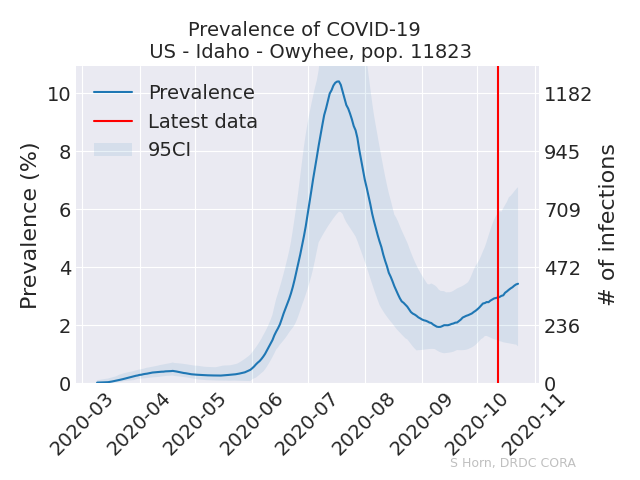 Prevalence of COVID-19
US - Idaho - Owyhee, pop. 11823
Prevalence
Latest data
95CI
Prevalence (%)
10
8
6
4
2
0
# of infections
1182
945
709
472
236
0
2020-03
2020-04
2020-05
2020-06
2020-07
2020-08
2020-09
2020-10
2020-11
S Horn, DRDC CORA